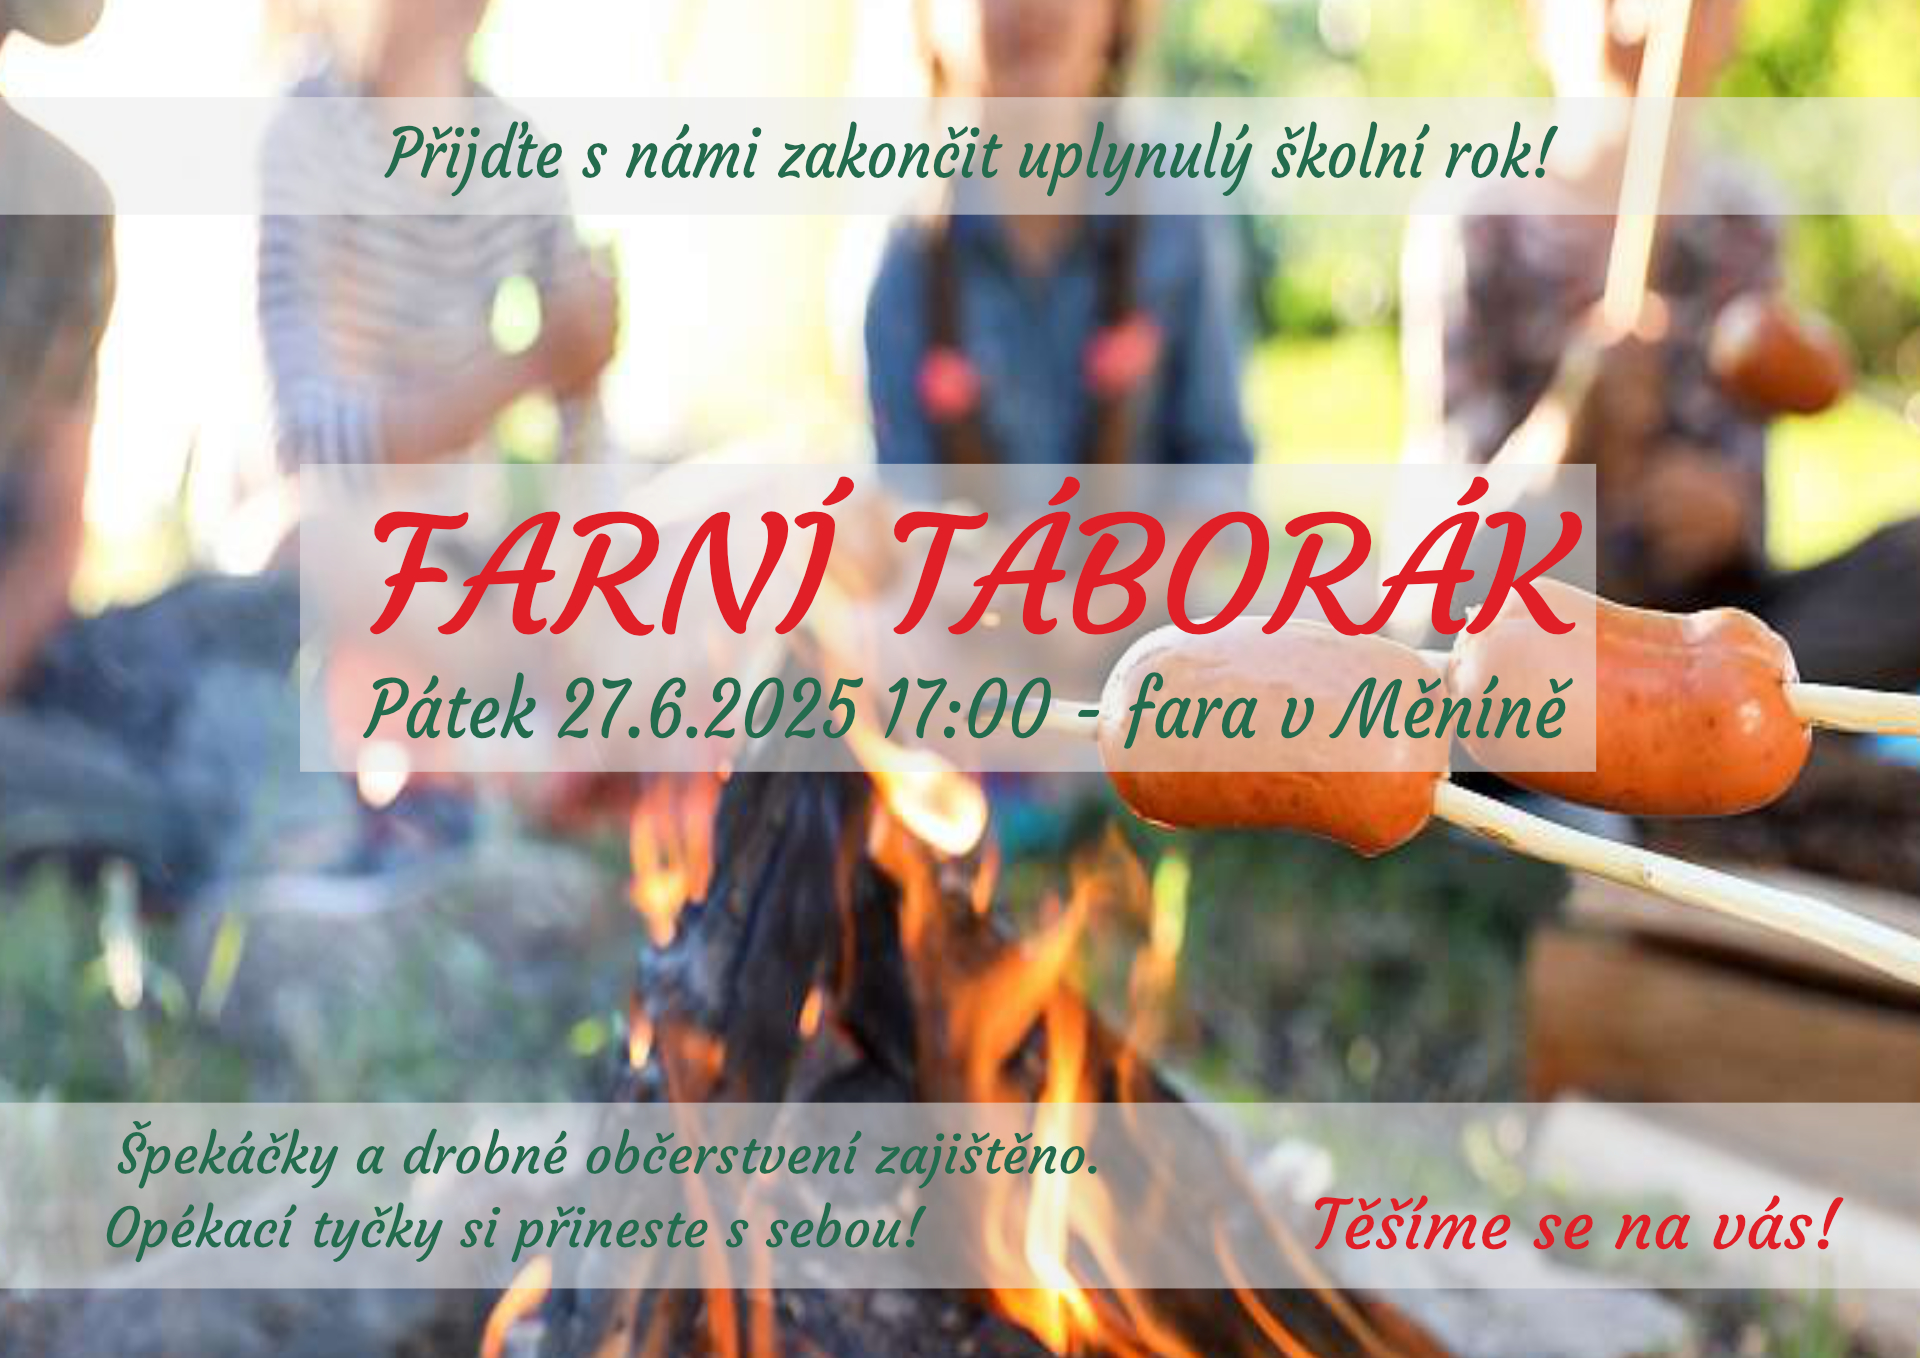 Přijďte s námi zakončit uplynulý školní rok!
FARNÍ TÁBORÁK
Pátek 27.6.2025 17:00 - fara v Měníně
Špekáčky a drobné občerstvení zajištěno.
Opékací tyčky si přineste s sebou!
Těšíme se na vás!